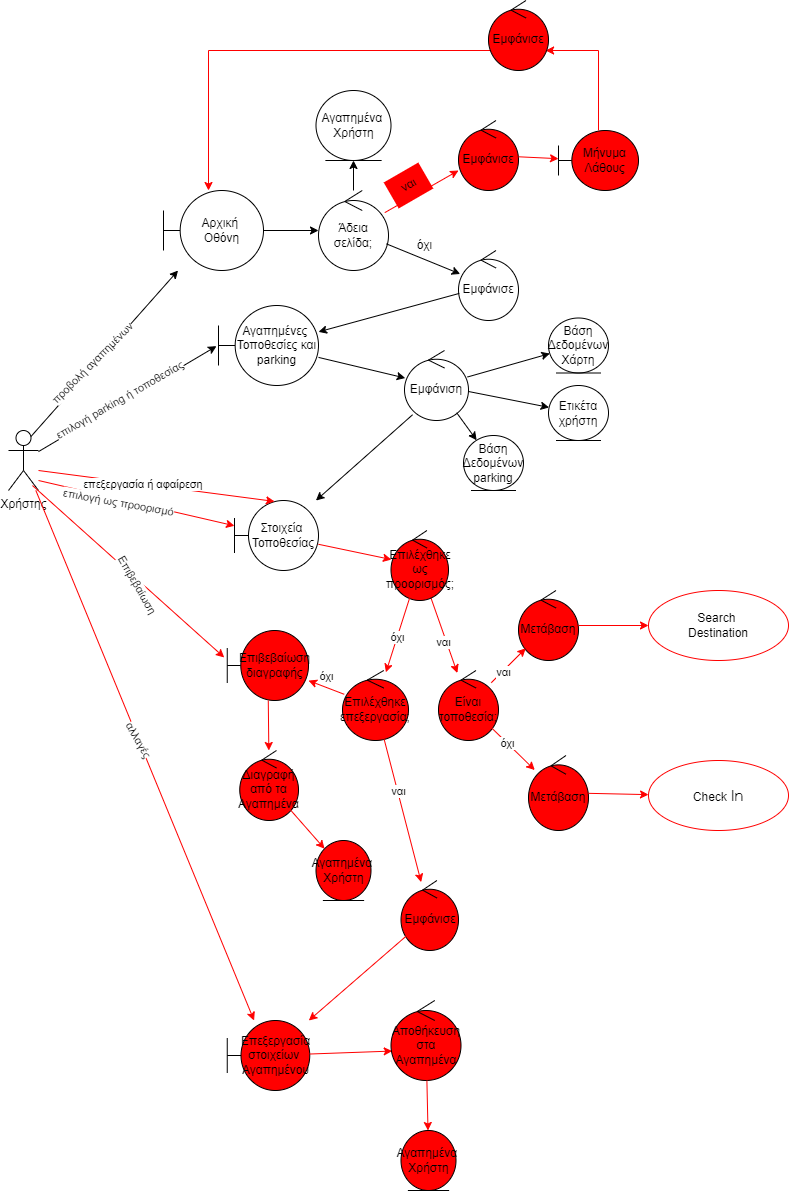 Εμφάνισε
Αγαπημένα
Χρήστη
ναι
Εμφάνισε
Μήνυμα
Λάθους
Αρχική
Οθόνη
Άδεια
σελίδα;
όχι
Εμφάνισε
προβολή αγαπημένων
Αγαπημένες
Τοποθεσίες και
parking
επιλογή parking ή τοποθεσίας
Εμφάνιση
Βάση
Δεδομένων
Χάρτη
Ετικέτα
χρήστη
Βάση
Δεδομένων
parking
Χρήστης
επεξεργασία ή αφαίρεση
επιλογή ως προορισμό
Στοιχεία
Τοποθεσίας
Επιλέχθηκε
ως
προορισμός;
Επιβεβαίωση
όχι
ναι
Μετάβαση
Search
Destination
Επιβεβαίωση
διαγραφής
όχι
Επιλέχθηκε
επεξεργασία;
Είναι
τοποθεσία;
ναι
όχι
αλλαγές
Διαγραφή
από τα
Αγαπημένα
ναι
Μετάβαση
Check In
Αγαπημένα
Χρήστη
Εμφάνισε
Επεξεργασία
στοιχείων
Αγαπημένου
Αποθήκευση
στα
Αγαπημένα
Αγαπημένα
Χρήστη